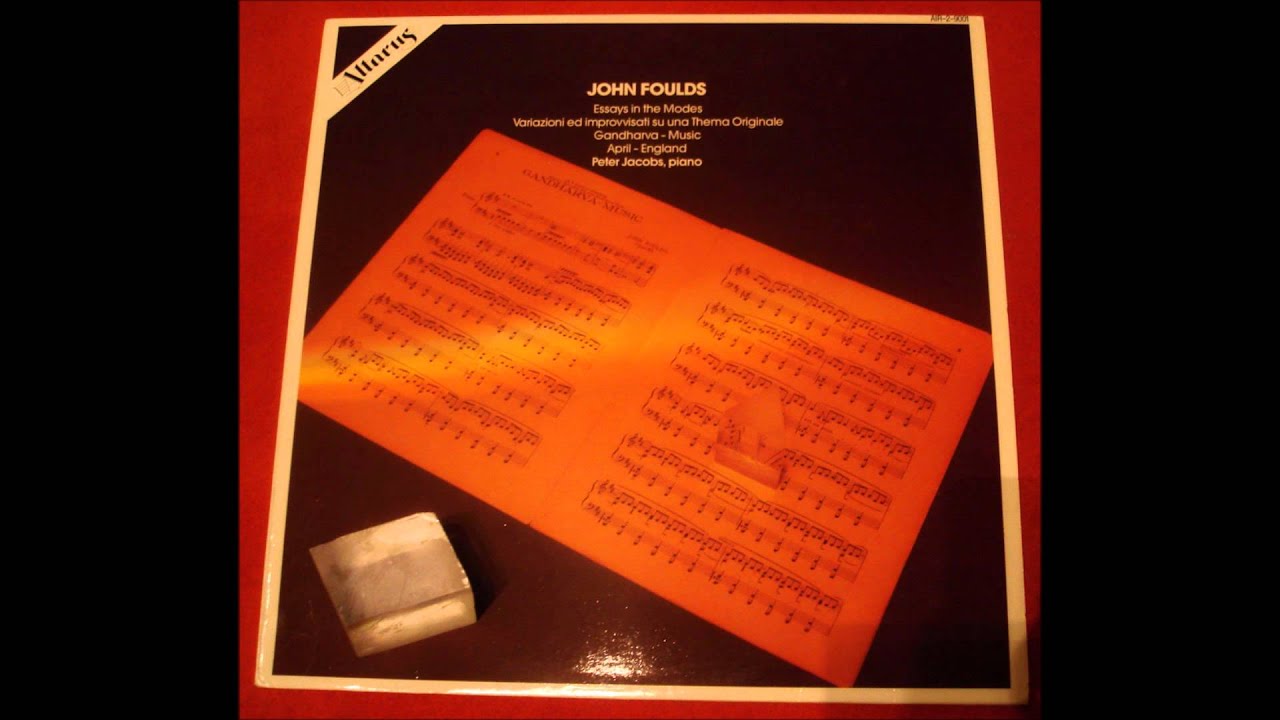 AIR-2-9001
Altarus
JOHN FOULDS
Essays in the Modes
Variazioni ed improvvisati su una Thema Originale
Gandharva - Music
April - England
Peter Jacobs, piano
GANDHARVA-MUSIC